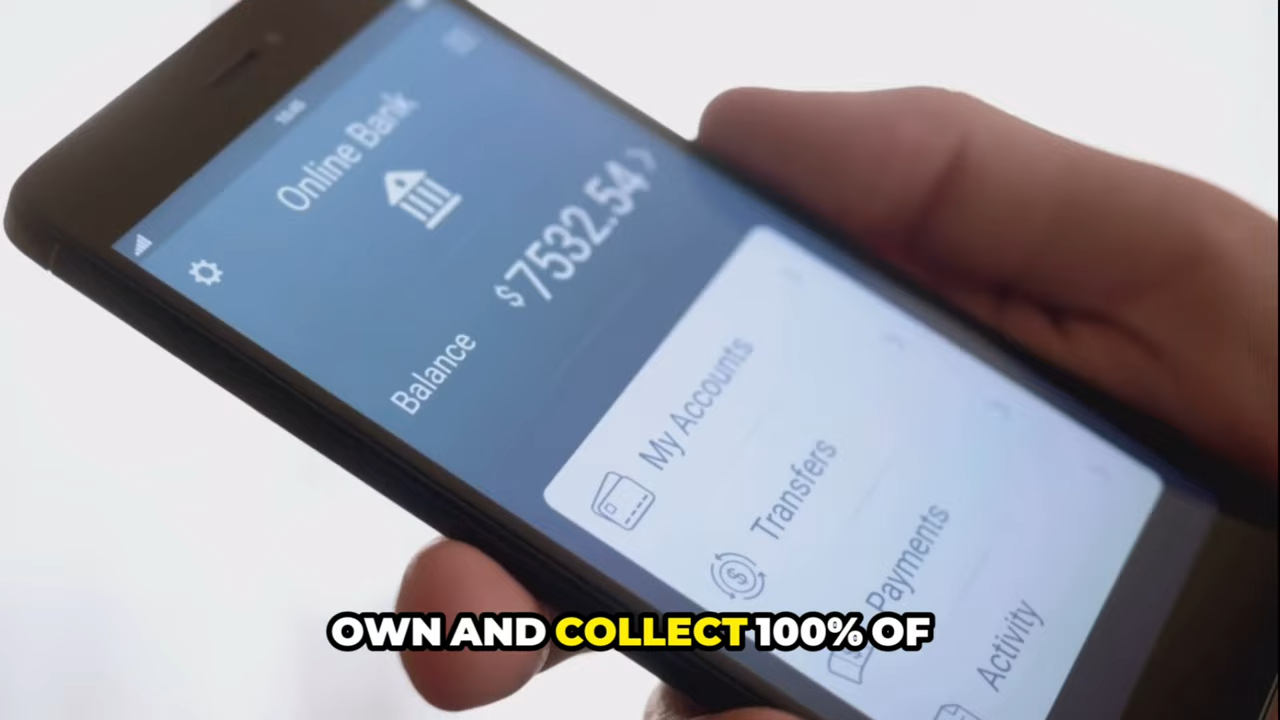 Online Bank
$7532.54
Balance
My Accounts
Transfers
Payments
Activity
OWN AND COLLECT 100% OF